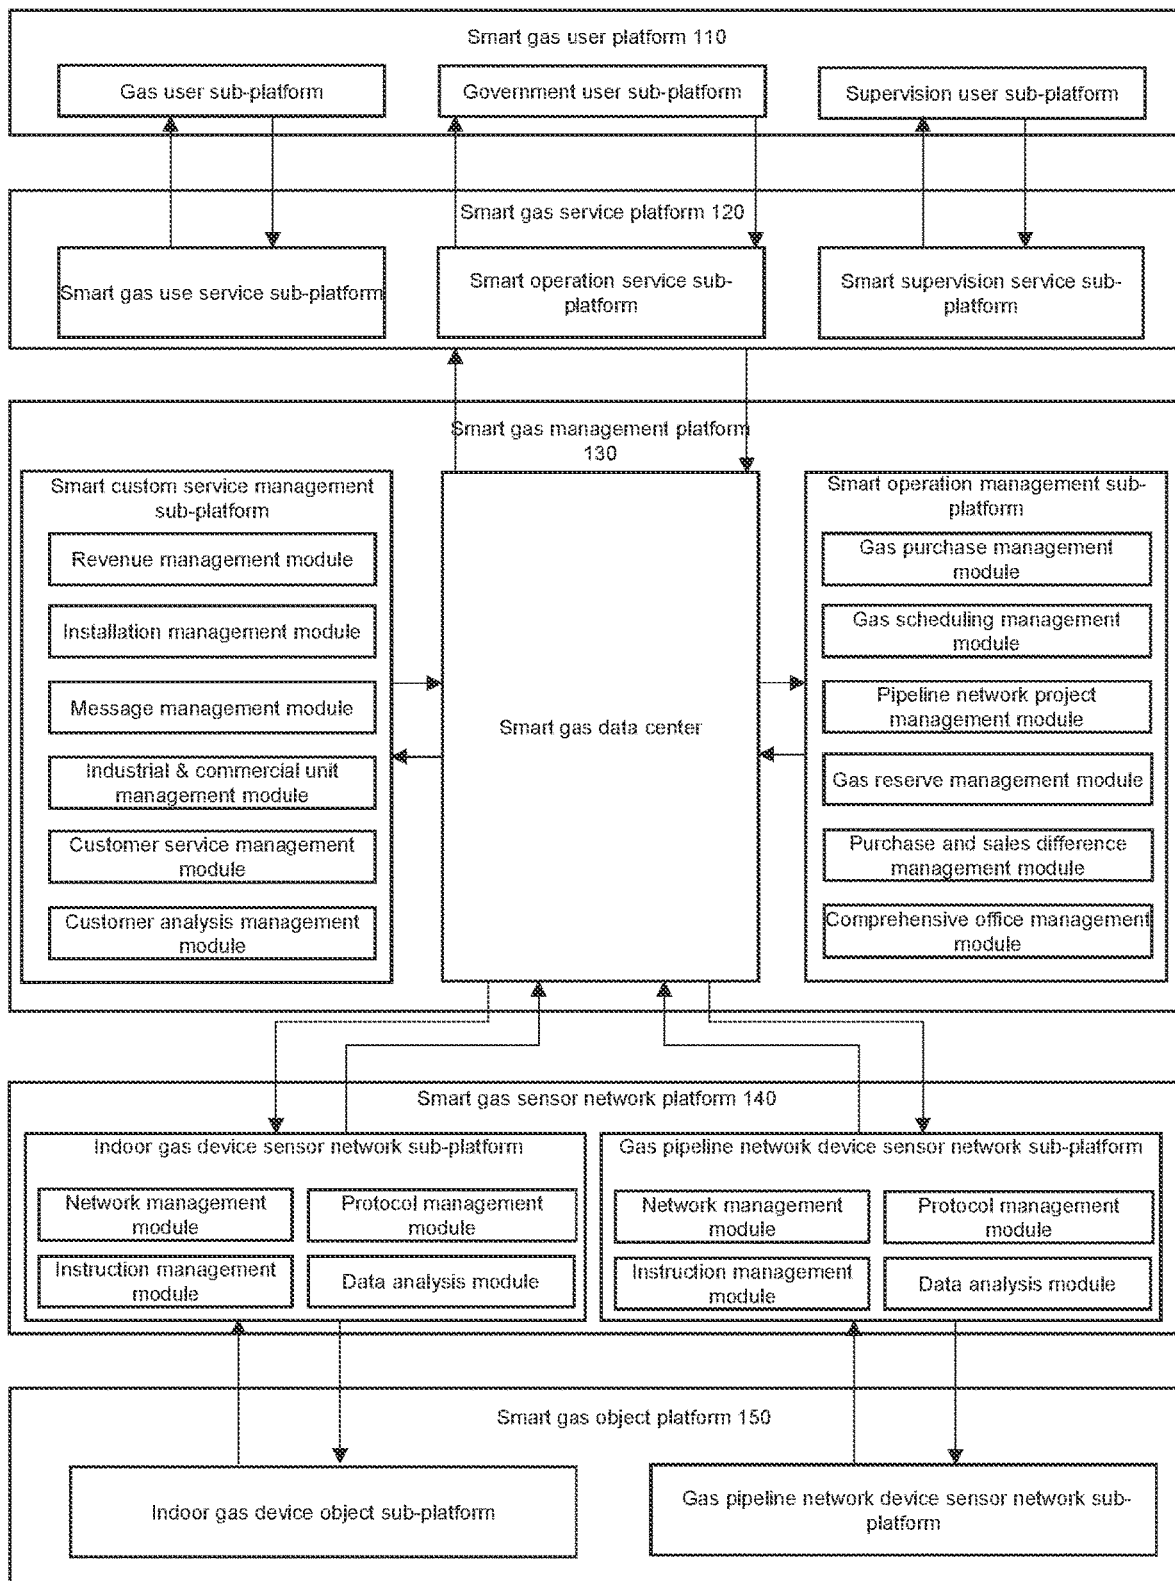 Smart gas user platform 110
Gas user sub-platform
Government user sub-platform
Supervision user sub-platform
Smart gas service platform 120
Smart gas use service sub-platform
Smart operation service sub-
platform
Smart supervision service sub-
platform
Smart gas management platform
130
Smart custom service management
sub-platform
Revenue management module
Installation management module
Message management module
Industrial & commercial unit
management module
Customer service management
module
Customer analysis management
module
Smart gas data center
Smart operation management sub-
platform
Gas purchase management
module
Gas scheduling management
module
Pipeline network project
management module
Gas reserve management module
Purchase and sales difference
management module
Comprehensive office management
module
Smart gas sensor network platform 140
Indoor gas device sensor network sub-platform
Network management
module
Protocol management
module
Instruction management
module
Data analysis module
Gas pipeline network device sensor network sub-platform
Network management
module
Protocol management
module
Instruction management
module
Data analysis module
Smart gas object platform 150
Indoor gas device object sub-platform
Gas pipeline network device sensor network sub-
platform